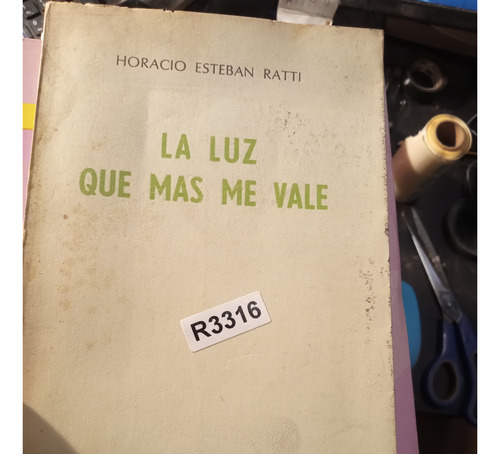 HORACIO ESTEBAN RATTI
LA LUZ
QUE MAS ME VALE
R3316